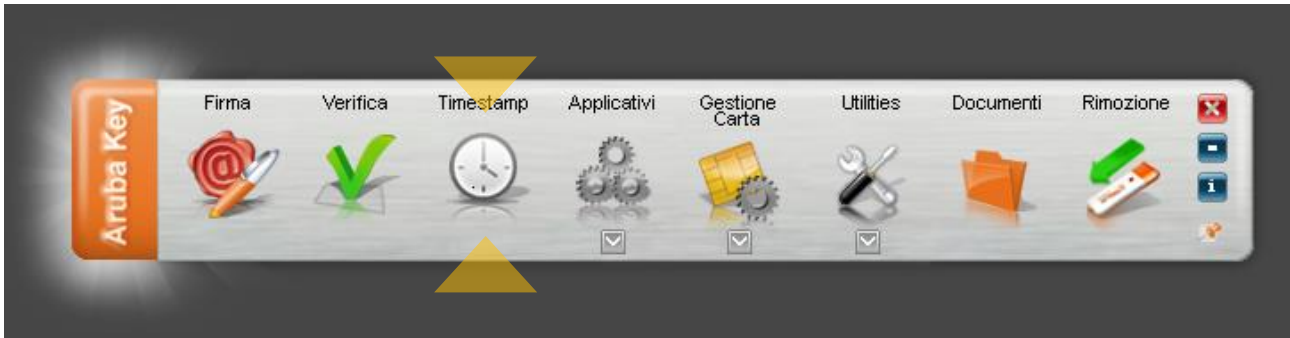 Aruba Key
Firma
Verifica
Timestamp
Applicativi
Gestione
Carta
Utilities
Documenti
Rimozione